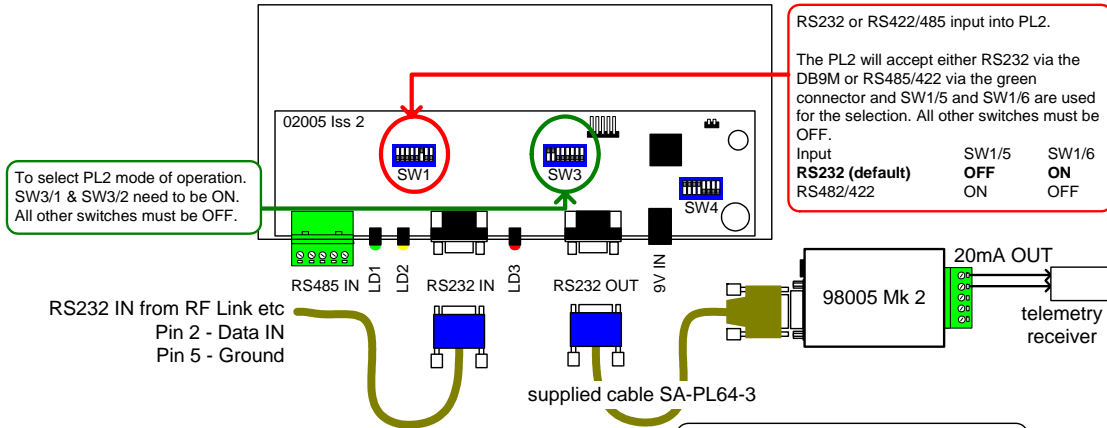 RS232 or RS422/485 input into PL2.
The PL2 will accept either RS232 via the
DB9M or RS485/422 via the green
connector and SW1/5 and SW1/6 are used
for the selection. All other switches must be
OFF.
Input SW1/5 SW1/6
RS232 (default) OFF ON
RS482/422 ON OFF
02005 Iss 2
SW1
SW3
SW4
To select PL2 mode of operation.
SW3/1 & SW3/2 need to be ON.
All other switches must be OFF.
RS485 IN
LD1
LD2
RS232 IN
LD3
RS232 OUT
9V IN
98005 Mk 2
20mA OUT
telemetry
receiver
RS232 IN from RF Link etc
Pin 2 - Data IN
Pin 5 - Ground
supplied cable SA-PL64-3